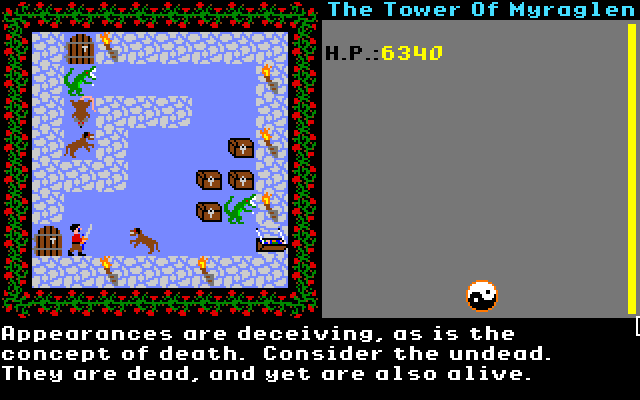 The Tower Of Myraglen
H.P.:6340
Appearances are deceiving, as is the
concept of death. Consider the undead.
They are dead, and yet are also alive.